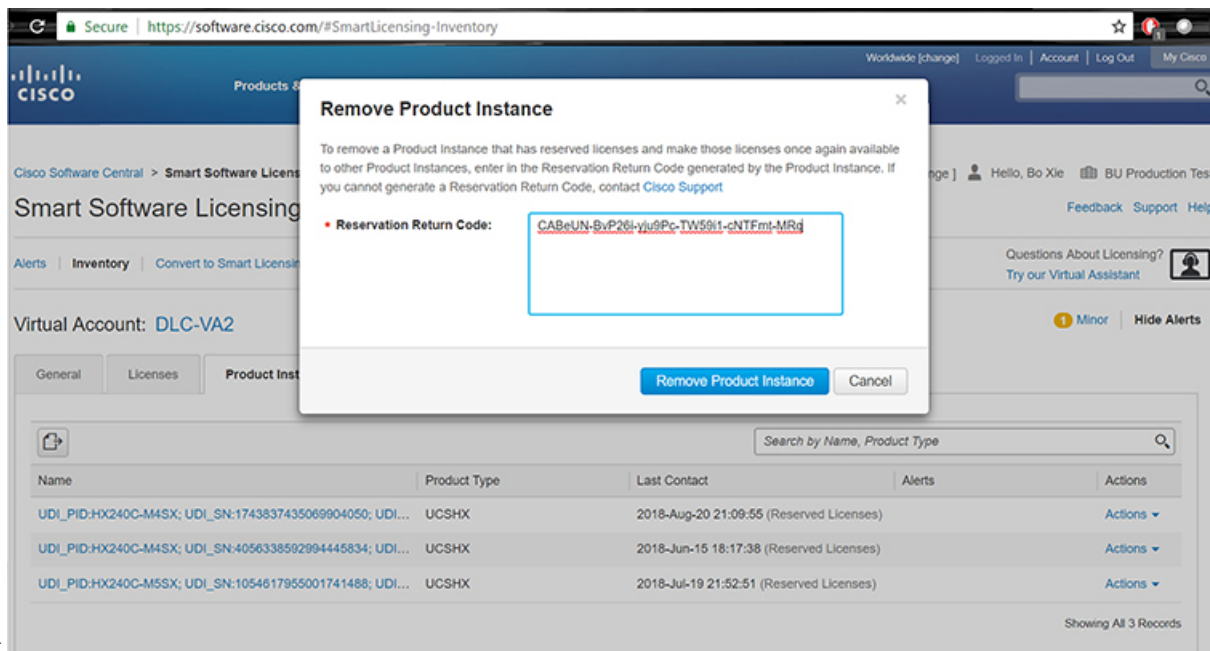 Secure | https://software.cisco.com/#SmartLicensing-Inventory
1
Worldwide [change] Logged In | Account | Log Out My Cisco
CISCO
Products &
Remove Product Instance
To remove a Product Instance that has reserved licenses and make those licenses once again available
to other Product Instances, enter in the Reservation Return Code generated by the Product Instance. If
you cannot generate a Reservation Return Code, contact Cisco Support
Cisco Software Central > Smart Software Licens
nge ] Hello, Bo Xie BU Production Tes
Smart Software Licensing
Feedback Support Help
* Reservation Return Code: CABeUN-BvP26i-yju9Pc-TW59i1-cNTFmt-MRq
Alerts | Inventory | Convert to Smart Licensin
Questions About Licensing?
Try our Virtual Assistant
Virtual Account: DLC-VA2
1 Minor | Hide Alerts
General Licenses Product Inst
Remove Product Instance Cancel
Search by Name, Product Type
Name Product Type Last Contact Alerts Actions
UDI_PID:HX240C-M4SX; UDI_SN:1743837435069904050; UDI... UCSHX 2018-Aug-20 21:09:55 (Reserved Licenses) Actions
UDI_PID:HX240C-M4SX; UDI_SN:4056338592994445834; UDI... UCSHX 2018-Jun-15 18:17:38 (Reserved Licenses) Actions
UDI_PID:HX240C-M5SX; UDI_SN:1054617955001741488; UDI... UCSHX 2018-Jul-19 21:52:51 (Reserved Licenses) Actions
Showing All 3 Records